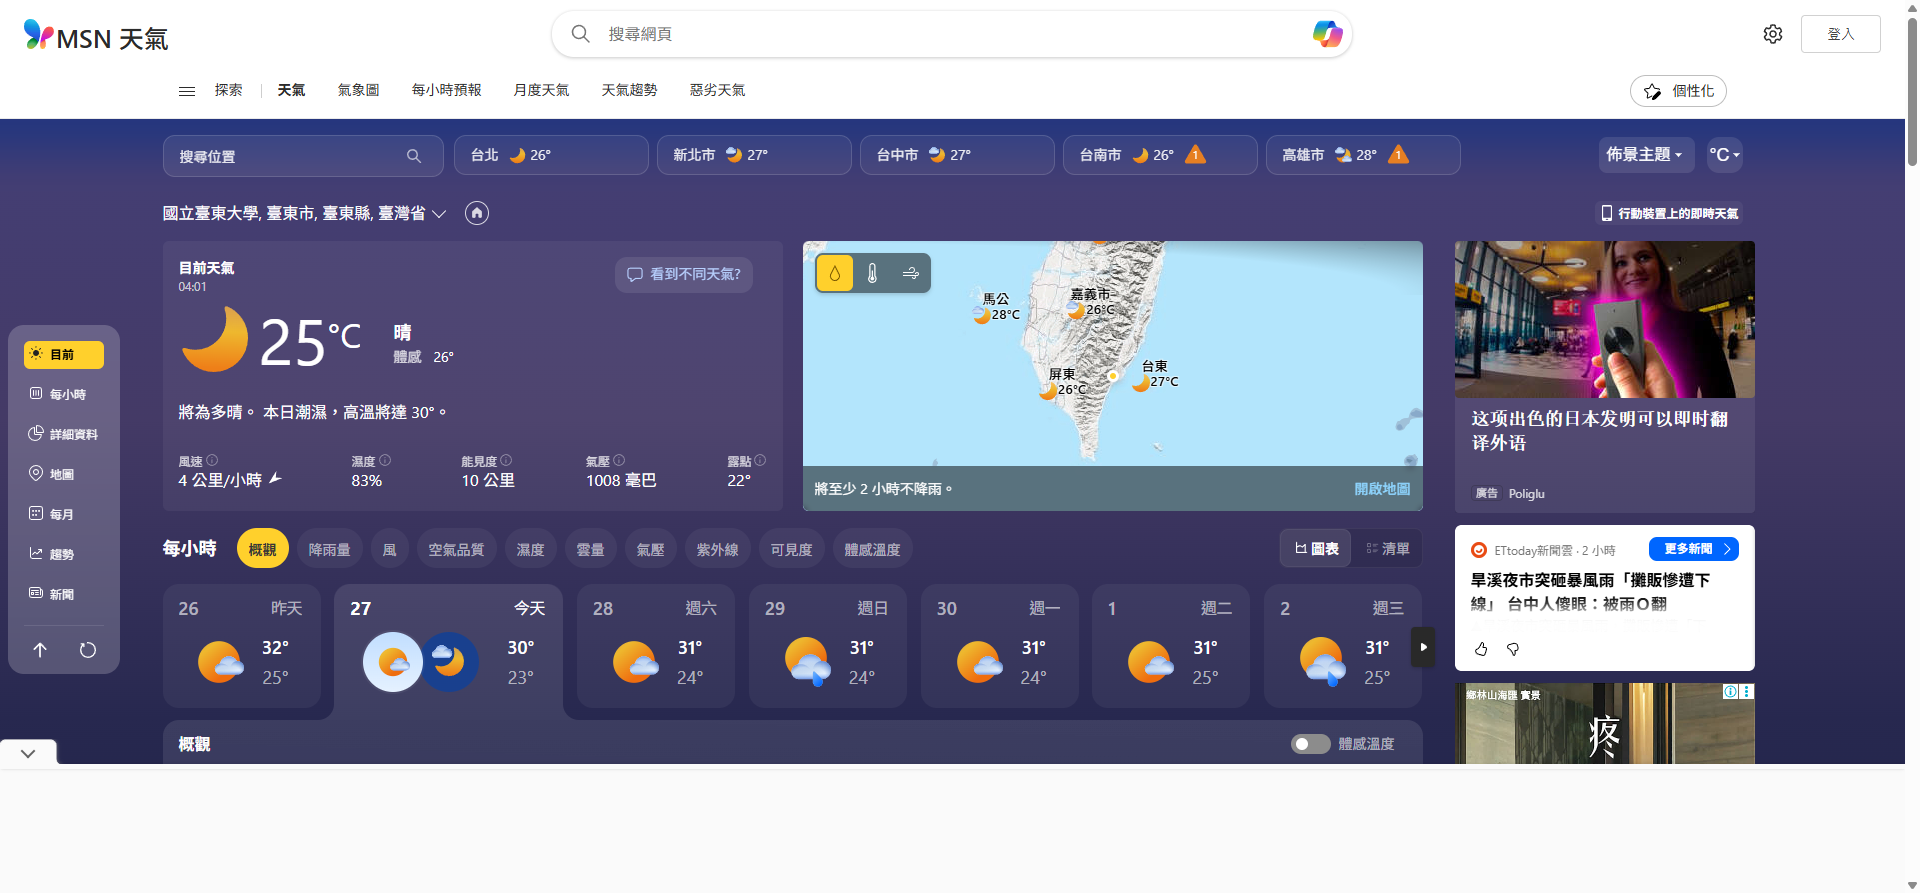 MSN 天氣
搜尋網頁
登入
探索
天氣
氣象圖
每小時預報
月度天氣
天氣趨勢
惡劣天氣
個性化
搜尋位置
台北 26°
新北市 27°
台中市 27°
台南市 26° 1
高雄市 28° 1
佈景主題
°C
國立臺東大學, 臺東市, 臺東縣, 臺灣省
行動裝置上的即時天氣
目前天氣
04:01
看到不同天氣?
25°C
晴
體感 26°
將為多晴。 本日潮濕，高溫將達 30°。
風速
4 公里/小時
濕度
83%
能見度
10 公里
氣壓
1008 毫巴
露點
22°
馬公
28°C
嘉義市
26°C
屏東
26°C
台東
27°C
將至少 2 小時不降雨。
開啟地圖
这项出色的日本发明可以即时翻
译外语
廣告 Poliglu
目前
每小時
詳細資料
地圖
每月
趨勢
新聞
每小時
概觀
降雨量
風
空氣品質
濕度
雲量
氣壓
紫外線
可見度
體感溫度
圖表
清單
26 昨天
32°
25°
27 今天
30°
23°
28 週六
31°
24°
29 週日
31°
24°
30 週一
31°
24°
1 週二
31°
25°
2 週三
31°
25°
概觀
體感溫度
ETtoday新聞雲 · 2 小時
更多新聞
旱溪夜市突砸暴風雨「攤販慘遭下
線」 台中人傻眼：被雨Ｏ翻
鄉林山海匯 實景
疼